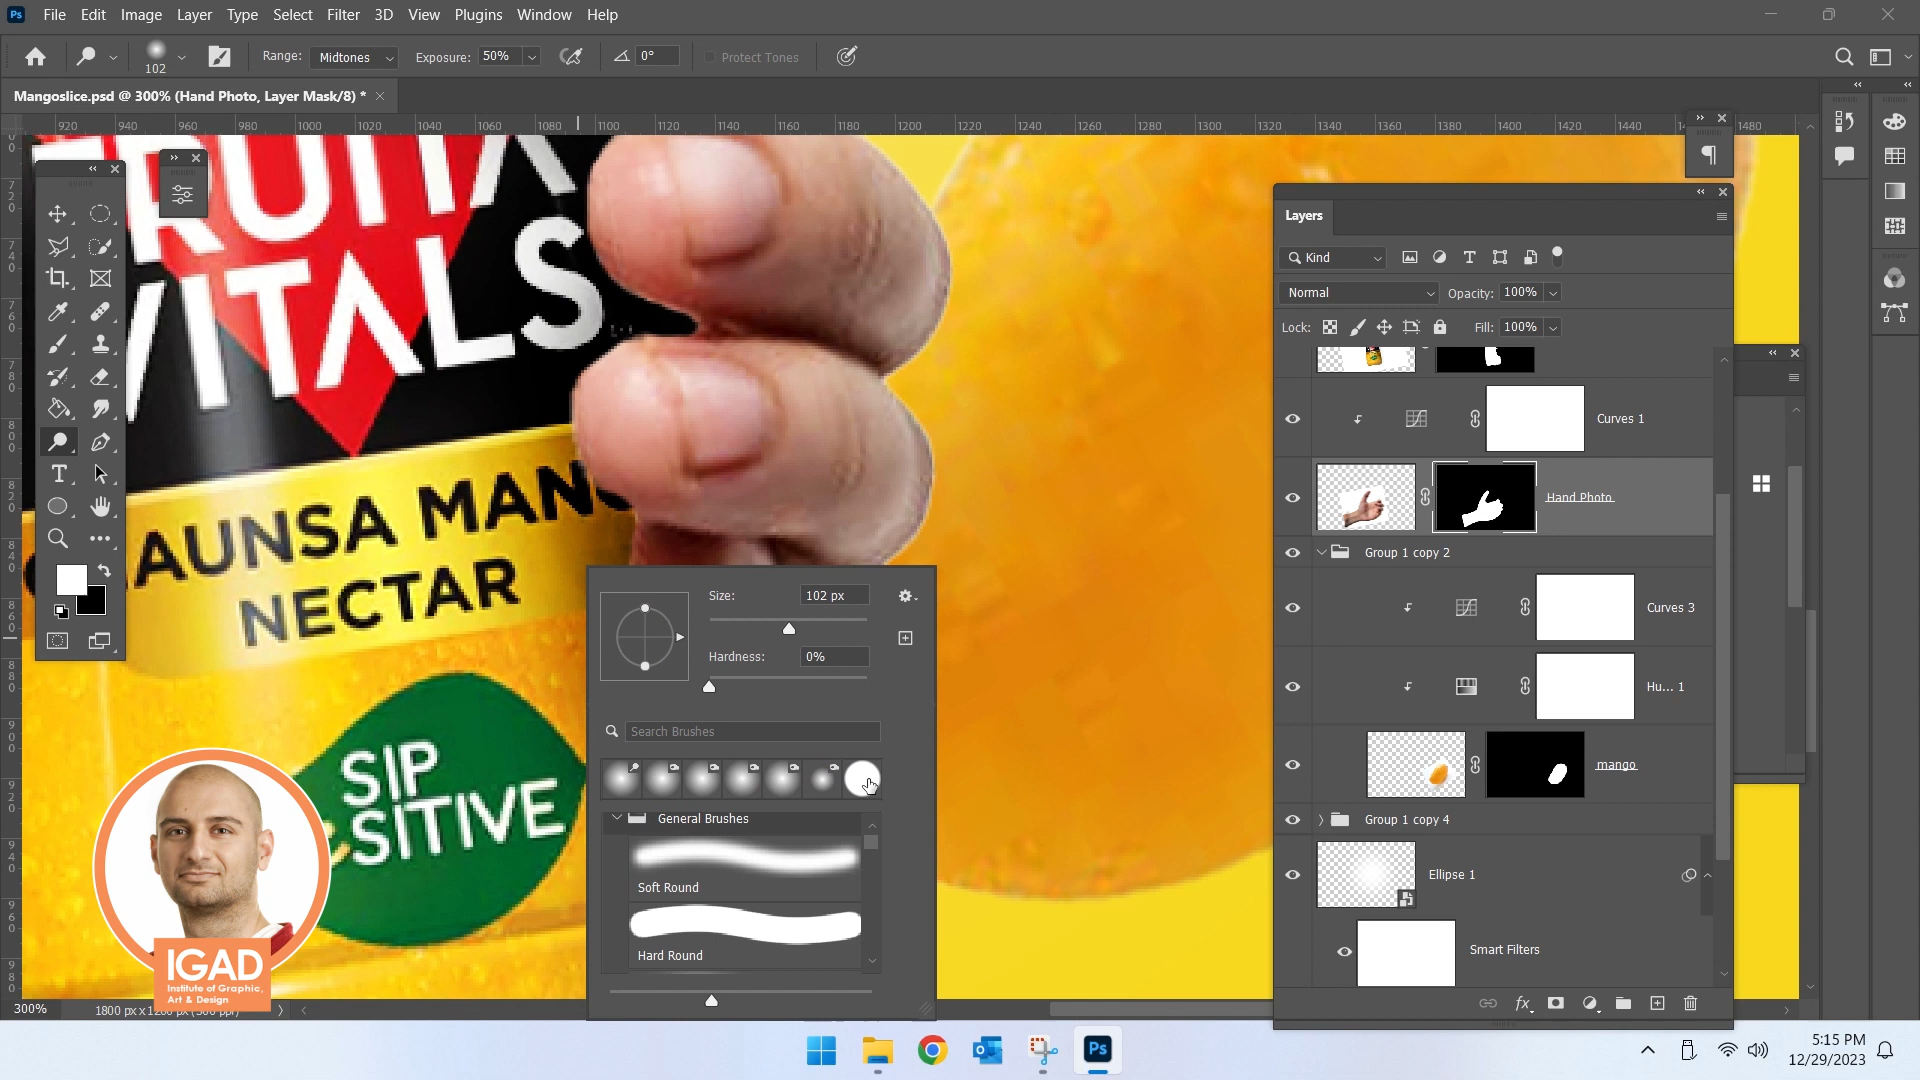 File Edit Image Layer Type Select Filter 3D View Plugins Window Help
102
Range: Midtones
Exposure: 50%
0°
Protect Tones
Mangoslice.psd @ 300% (Hand Photo, Layer Mask/8) *
920 940 960 980 1000 1020 1040 1060 1080 1100 1120 1140 1160 1180 1200 1220 1240 1260 1280 1300 1320 1340 1360 1380 1400 1420 1440 1480
VITALS
AUNSA MAN
NECTAR
SIP
SITIVE
IGAD
Institute of Graphic,
Art & Design
Size: 102 px
Hardness: 0%
Search Brushes
General Brushes
Soft Round
Hard Round
Layers
Kind
Normal
Opacity: 100%
Lock:
Fill: 100%
Curves 1
Hand Photo
Group 1 copy 2
Curves 3
Hu... 1
mango
Group 1 copy 4
Ellipse 1
Smart Filters
fx
300%
1800 px x 1200 px (300 ppi)
Ps
5:15 PM
12/29/2023